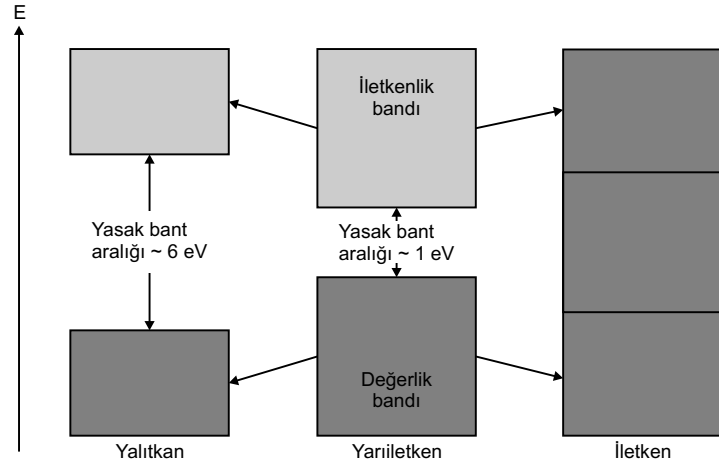 E
İletkenlik
bandı
Yasak bant
aralığı ~ 6 eV
Yasak bant
aralığı ~ 1 eV
Değerlik
bandı
Yalıtkan
Yarıiletken
İletken